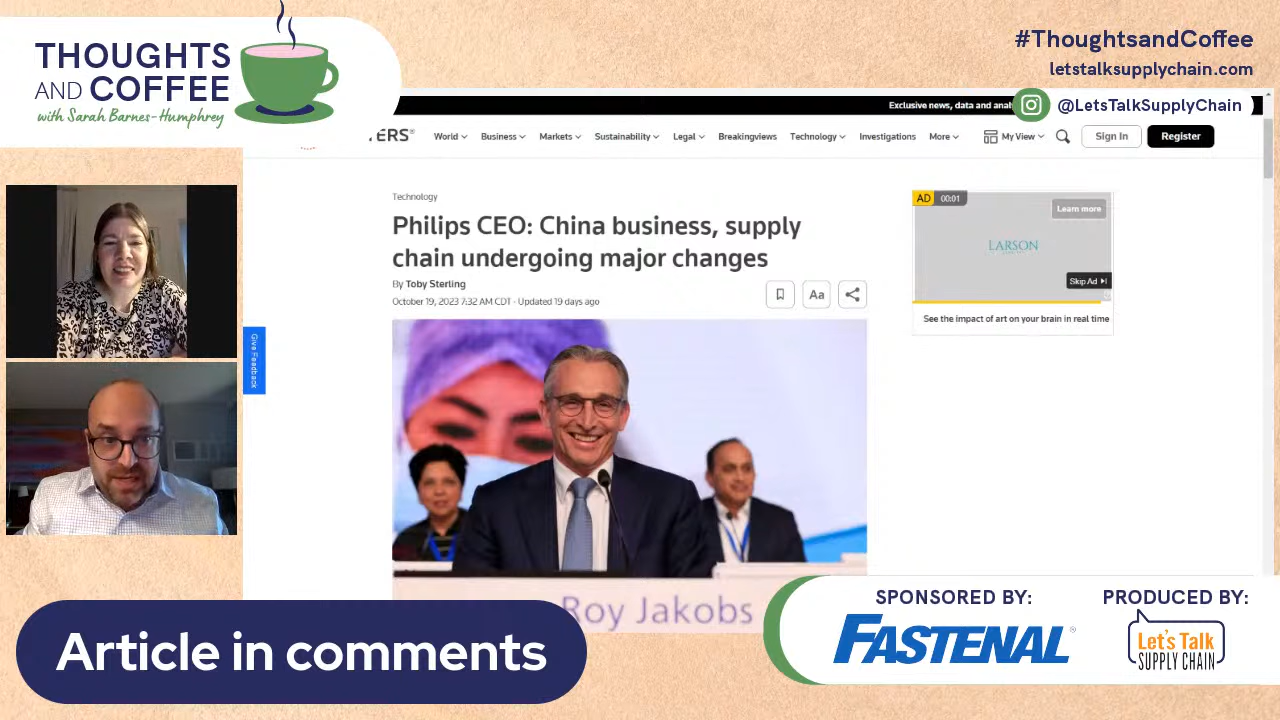 THOUGHTS
AND COFFEE
with Sarah Barnes-Humphrey
#ThoughtsandCoffee
letstalksupplychain.com
@LetsTalkSupplyChain
Exclusive news, data and
ERS®
World
Business
Markets
Sustainability
Legal
Breakingviews
Technology
Investigations
More
My View
Sign In
Register
Technology
Philips CEO: China business, supply
chain undergoing major changes
By Toby Sterling
October 19, 2023 7:32 AM CDT · Updated 19 days ago
Aa
AD 00:01
Learn more
LARSON
Skip Ad
See the impact of art on your brain in real time
Give Feedback
Roy Jakobs
Article in comments
SPONSORED BY:
FASTENAL®
PRODUCED BY:
Let's Talk
SUPPLY CHAIN